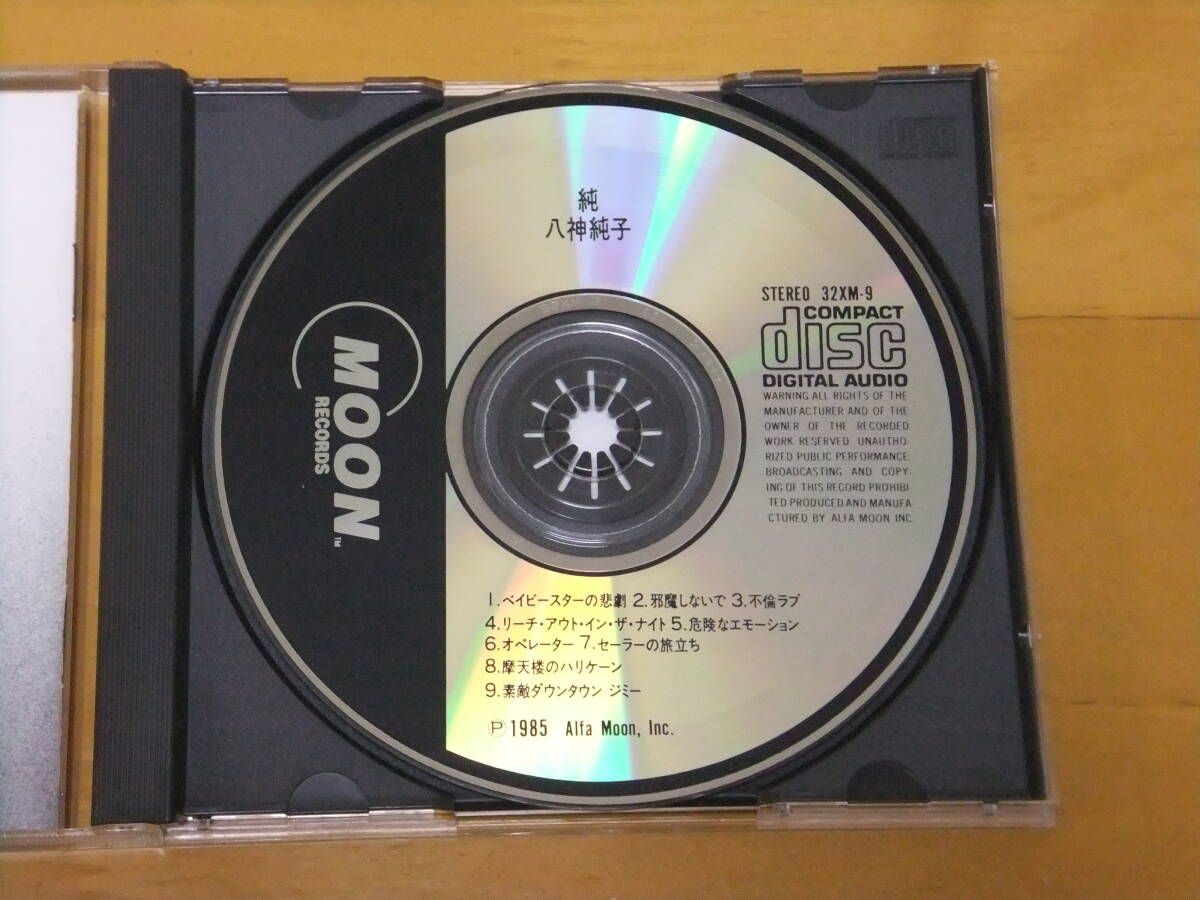 純
八神純子
MOON™
RECORDS
STEREO 32XM-9
COMPACT
disc
DIGITAL AUDIO
WARNING ALL RIGHTS OF THE
MANUFACTURER AND OF THE
OWNER OF THE RECORDED
WORK RESERVED UNAUTHO-
RIZED PUBLIC PERFORMANCE.
BROADCASTING AND COPY-
ING OF THIS RECORD PROHIBI-
TED PRODUCED AND MANUFA
CTURED BY ALFA MOON INC.
1.ベイビースターの悲劇 2.邪魔しないで 3.不倫ラブ
4.リーチ・アウト・イン・ザ・ナイト 5.危険なエモーション
6.オペレーター 7.セーラーの旅立ち
8.摩天楼のハリケーン
9.素敵ダウンタウン ジミー
Ⓟ1985 Alfa Moon, Inc.